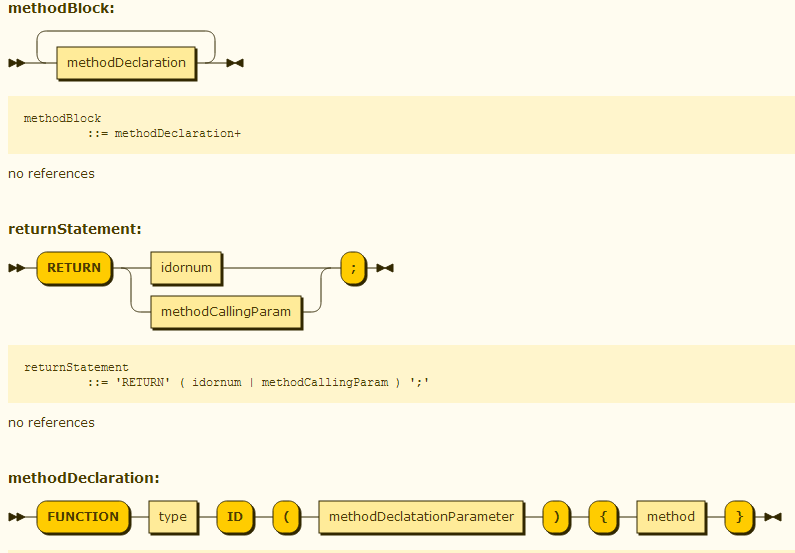 methodBlock:
methodDeclaration
methodBlock
::= methodDeclaration+
no references
returnStatement:
RETURN idornum ;
methodCallingParam
returnStatement
::= 'RETURN' ( idornum | methodCallingParam ) ';'
no references
methodDeclaration:
FUNCTION type ID ( methodDeclatationParameter ) { method }